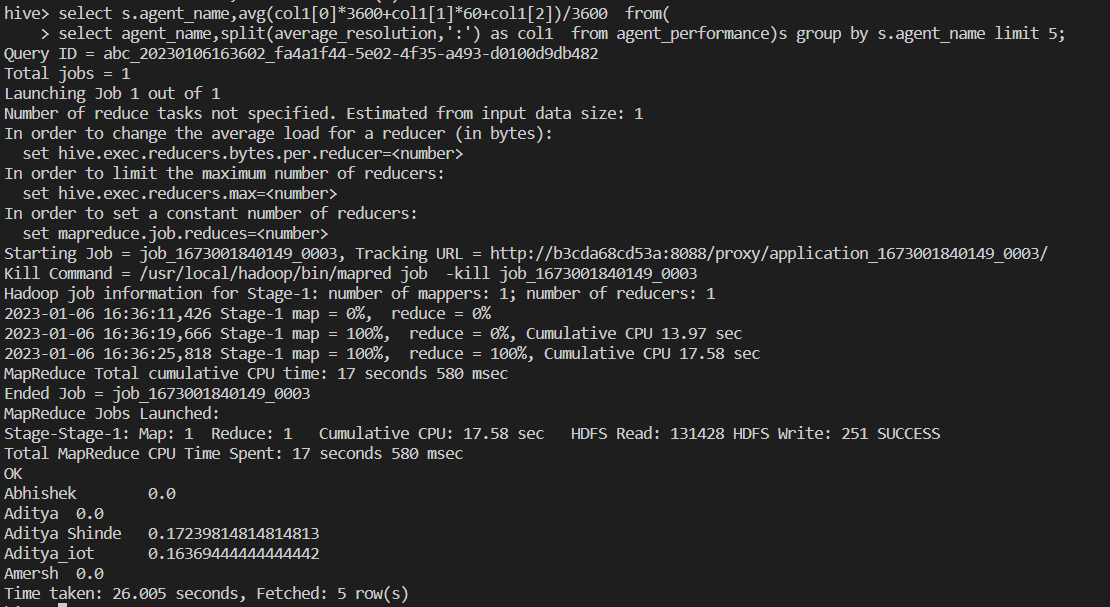 hive> select s.agent_name,avg(col1[0]*3600+col1[1]*60+col1[2])/3600  from(
    > select agent_name,split(average_resolution,':') as col1  from agent_performance)s group by s.agent_name limit 5;
Query ID = abc_20230106163602_fa4a1f44-5e02-4f35-a493-d0100d9db482
Total jobs = 1
Launching Job 1 out of 1
Number of reduce tasks not specified. Estimated from input data size: 1
In order to change the average load for a reducer (in bytes):
  set hive.exec.reducers.bytes.per.reducer=<number>
In order to limit the maximum number of reducers:
  set hive.exec.reducers.max=<number>
In order to set a constant number of reducers:
  set mapreduce.job.reduces=<number>
Starting Job = job_1673001840149_0003, Tracking URL = http://b3cda68cd53a:8088/proxy/application_1673001840149_0003/
Kill Command = /usr/local/hadoop/bin/mapred job  -kill job_1673001840149_0003
Hadoop job information for Stage-1: number of mappers: 1; number of reducers: 1
2023-01-06 16:36:11,426 Stage-1 map = 0%,  reduce = 0%
2023-01-06 16:36:19,666 Stage-1 map = 100%,  reduce = 0%, Cumulative CPU 13.97 sec
2023-01-06 16:36:25,818 Stage-1 map = 100%,  reduce = 100%, Cumulative CPU 17.58 sec
MapReduce Total cumulative CPU time: 17 seconds 580 msec
Ended Job = job_1673001840149_0003
MapReduce Jobs Launched:
Stage-Stage-1: Map: 1  Reduce: 1   Cumulative CPU: 17.58 sec   HDFS Read: 131428 HDFS Write: 251 SUCCESS
Total MapReduce CPU Time Spent: 17 seconds 580 msec
OK
Abhishek        0.0
Aditya  0.0
Aditya Shinde   0.17239814814814813
Aditya_iot      0.16369444444444442
Amersh  0.0
Time taken: 26.005 seconds, Fetched: 5 row(s)